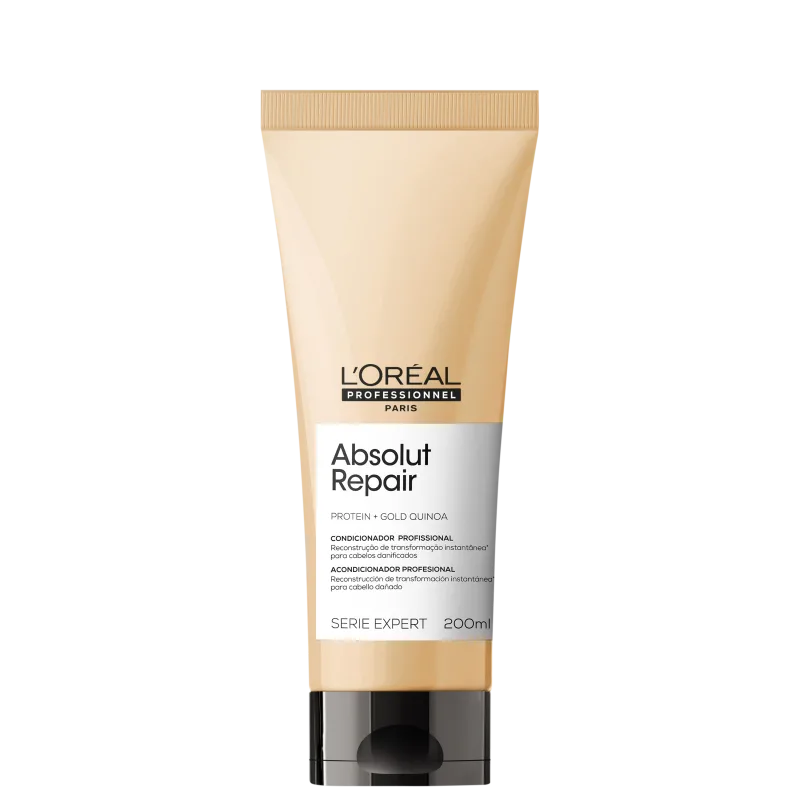 L'ORÉAL
PROFESSIONNEL
PARIS
Absolut
Repair
PROTEIN + GOLD QUINOA
CONDICIONADOR PROFISSIONAL
Reconstrução de transformação instantânea*
para cabelos danificados
ACONDICIONADOR PROFESIONAL
Reconstrucción de transformación instantánea*
para cabello dañado
SERIE EXPERT 200ml